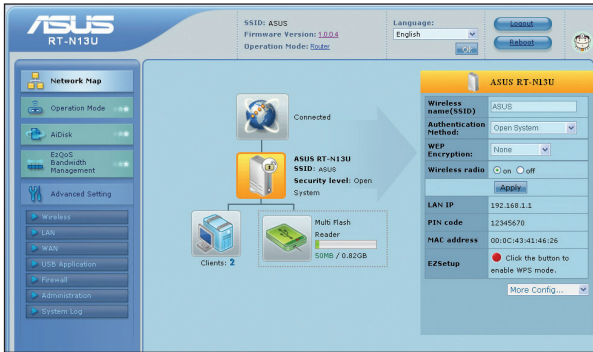 ASUS
RT-N13U
SSID: ASUS
Firmware Version: 1.0.0.4
Operation Mode: Router
Language:
English
Logout
Reboot
Network Map
Operation Mode
AiDisk
EzQoS
Bandwidth
Management
Advanced Setting
Wireless
LAN
WAN
USB Application
Firewall
Administration
System Log
Connected
ASUS RT-N13U
SSID: ASUS
Security level: Open
System
Clients: 2
Multi Flash
Reader
50MB / 0.82GB
ASUS RT-N13U
Wireless
name(SSID)
ASUS
Authentication
Method:
Open System
WEP
Encryption:
None
Wireless radio
on off
Apply
LAN IP
192.168.1.1
PIN code
12345670
MAC address
00:0C:43:41:46:26
EZSetup
Click the button to
enable WPS mode.
More Config...